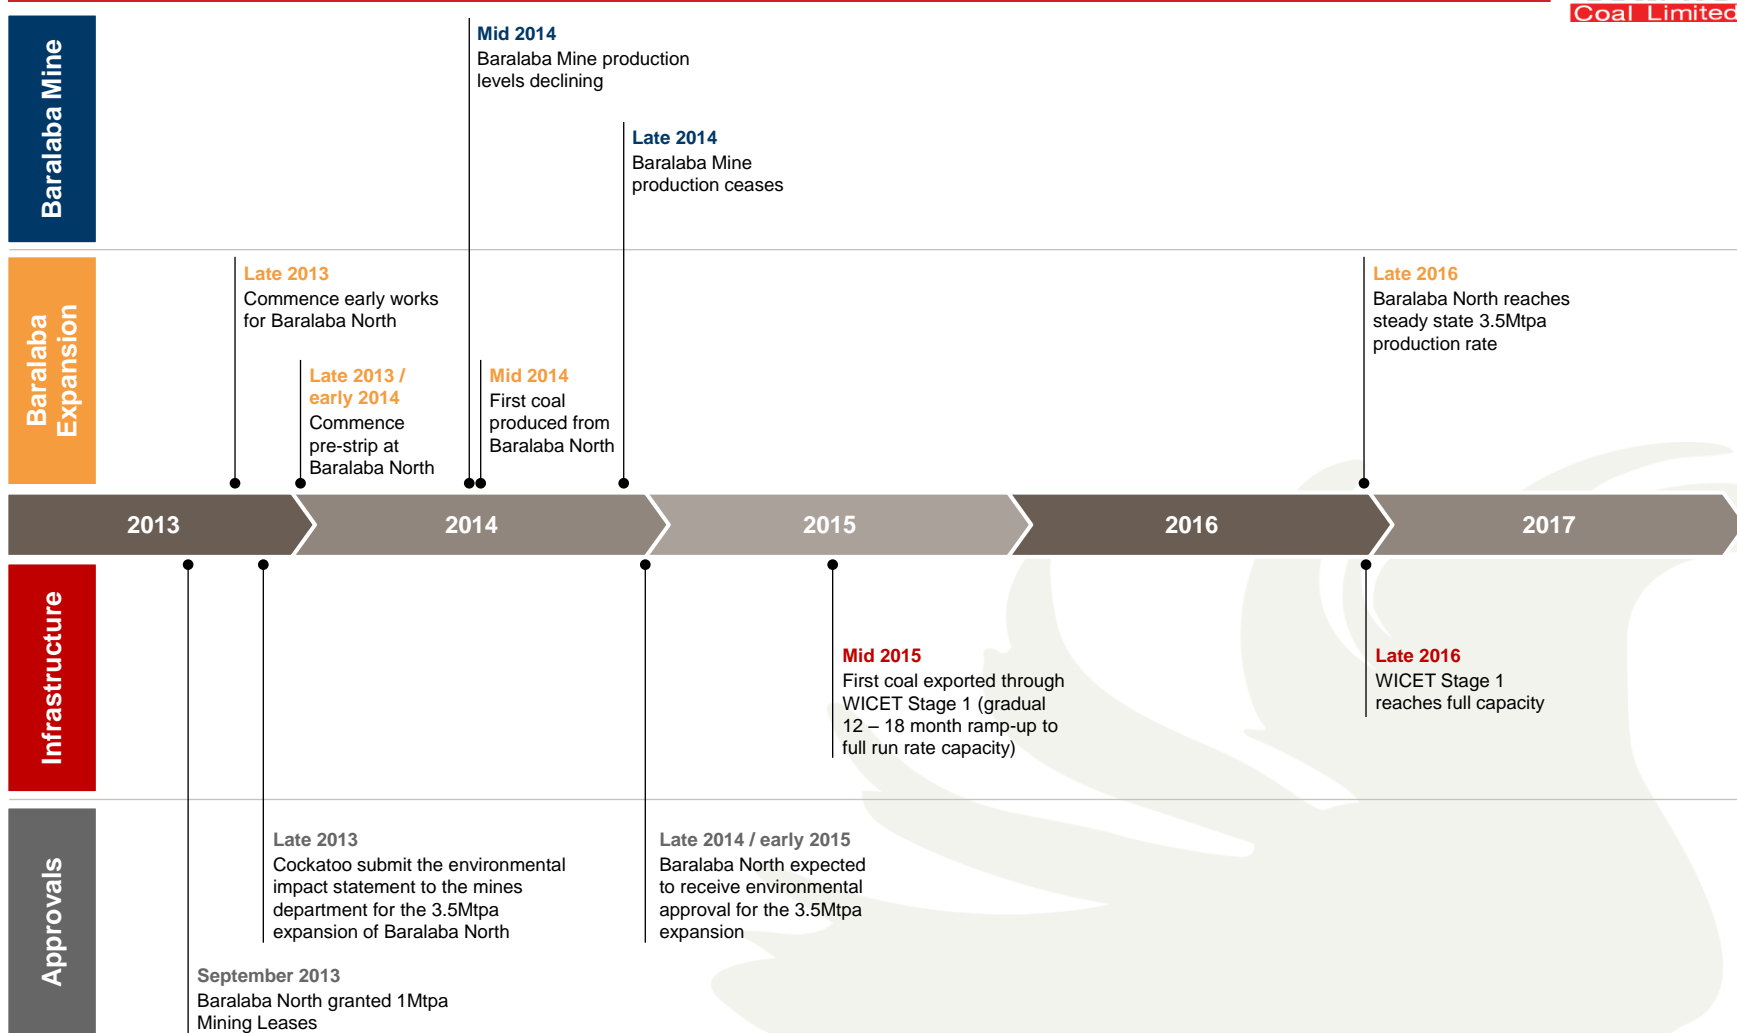 Coal Limited
Baralaba Mine
Mid 2014
Baralaba Mine production
levels declining
Late 2014
Baralaba Mine
production ceases
Baralaba
Expansion
Late 2013
Commence early works
for Baralaba North
Late 2013 /
early 2014
Commence
pre-strip at
Baralaba North
Mid 2014
First coal
produced from
Baralaba North
Late 2016
Baralaba North reaches
steady state 3.5Mtpa
production rate
2013
2014
2015
2016
2017
Infrastructure
Mid 2015
First coal exported through
WICET Stage 1 (gradual
12 – 18 month ramp-up to
full run rate capacity)
Late 2016
WICET Stage 1
reaches full capacity
Approvals
Late 2013
Cockatoo submit the environmental
impact statement to the mines
department for the 3.5Mtpa
expansion of Baralaba North
Late 2014 / early 2015
Baralaba North expected
to receive environmental
approval for the 3.5Mtpa
expansion
September 2013
Baralaba North granted 1Mtpa
Mining Leases